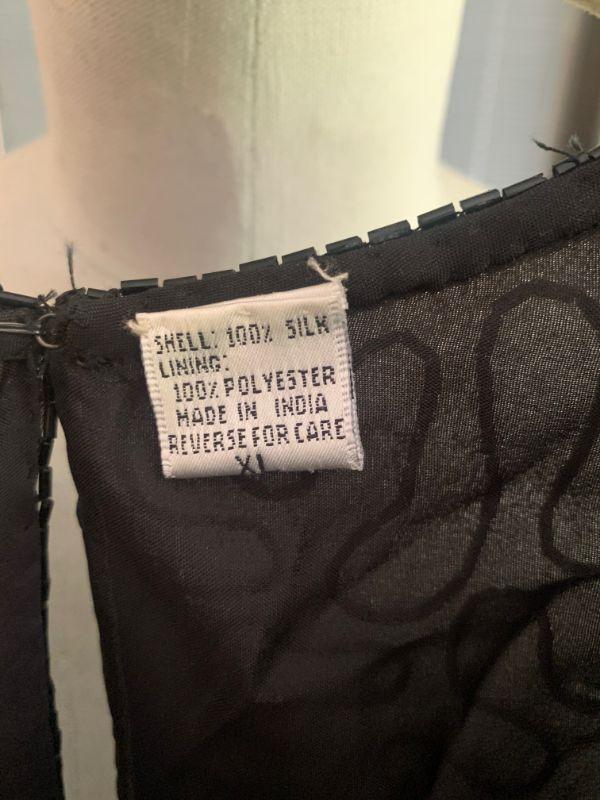 SHELL: 100% SILK
LINING:
100% POLYESTER
MADE IN INDIA
REVERSE FOR CARE
XL